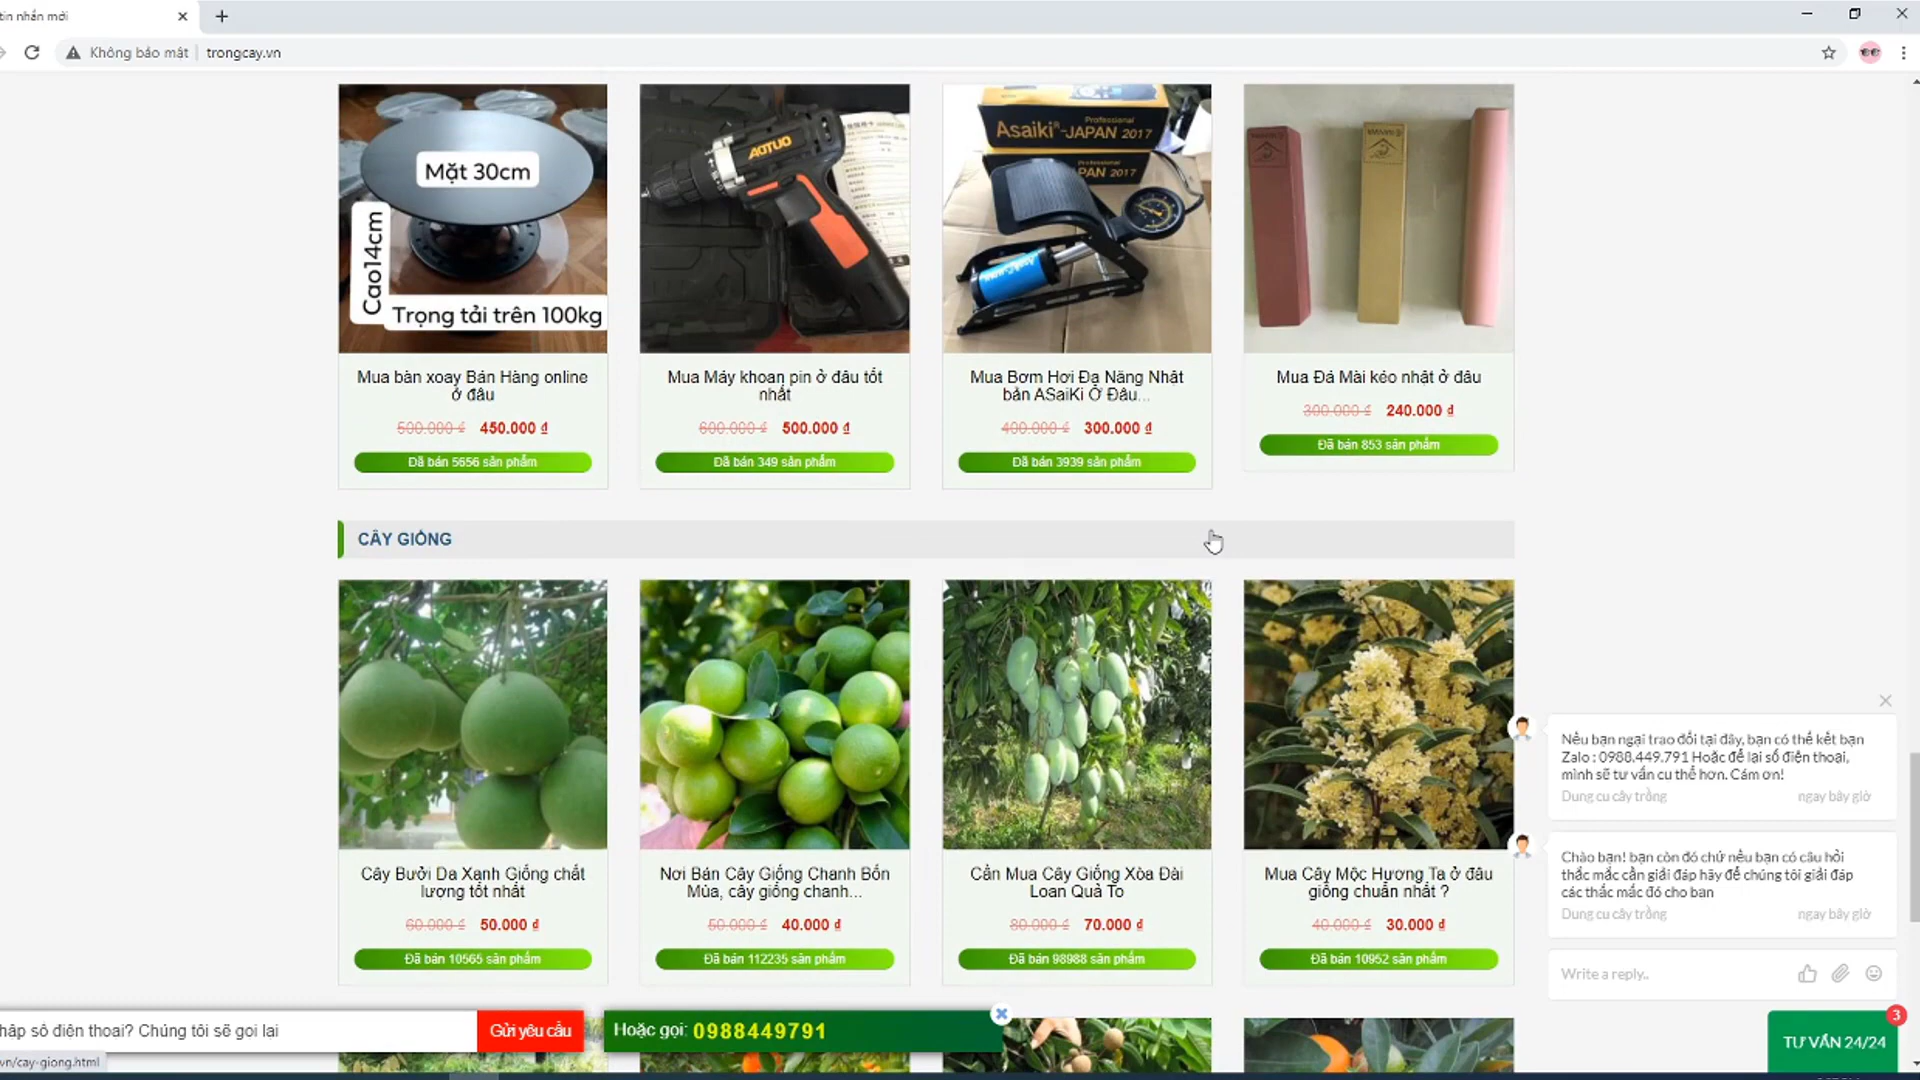 tin nhắn mới
Không bảo mật
trongcay.vn
Mặt 30cm
Cao14cm
Trọng tải trên 100kg
AOTUO
Professional
Asaiki®-JAPAN 2017
Professional
PAN 2017
Mua bàn xoay Bán Hàng online
ở đâu
500.000 ₫ 450.000 ₫
Đã bán 5656 sản phẩm
Mua Máy khoan pin ở đâu tốt
nhất
600.000 ₫ 500.000 ₫
Đã bán 349 sản phẩm
Mua Bơm Hơi Đa Năng Nhật
bản ASaiKi Ở Đâu...
400.000 ₫ 300.000 ₫
Đã bán 3939 sản phẩm
Mua Đá Mài kéo nhật ở đâu
300.000 ₫ 240.000 ₫
Đã bán 853 sản phẩm
CÂY GIỐNG
Cây Bưởi Da Xanh Giống chất
lượng tốt nhất
60.000 ₫ 50.000 ₫
Đã bán 10565 sản phẩm
Nơi Bán Cây Giống Chanh Bốn
Mùa, cây giống chanh...
50.000 ₫ 40.000 ₫
Đã bán 112235 sản phẩm
Cần Mua Cây Giống Xòa Đài
Loan Quả To
80.000 ₫ 70.000 ₫
Đã bán 98988 sản phẩm
Mua Cây Mộc Hương Ta ở đâu
giống chuẩn nhất ?
40.000 ₫ 30.000 ₫
Đã bán 10952 sản phẩm
Nếu bạn ngại trao đổi tại đây, bạn có thể kết bạn
Zalo : 0988.449.791 Hoặc để lại số điện thoại,
mình sẽ tư vấn cụ thể hơn. Cám ơn!
Dung cu cây trồng ngay bây giờ
Chào bạn! bạn còn đó chứ nếu bạn có câu hỏi
thắc mắc cần giải đáp hãy để chúng tôi giải đáp
các thắc mắc đó cho bạn
Dung cu cây trồng ngay bây giờ
Write a reply..
hập số điện thoại? Chúng tôi sẽ gọi lại
Gửi yêu cầu
Hoặc gọi: 0988449791
3
TƯ VẤN 24/24
vn/cay-giong.html